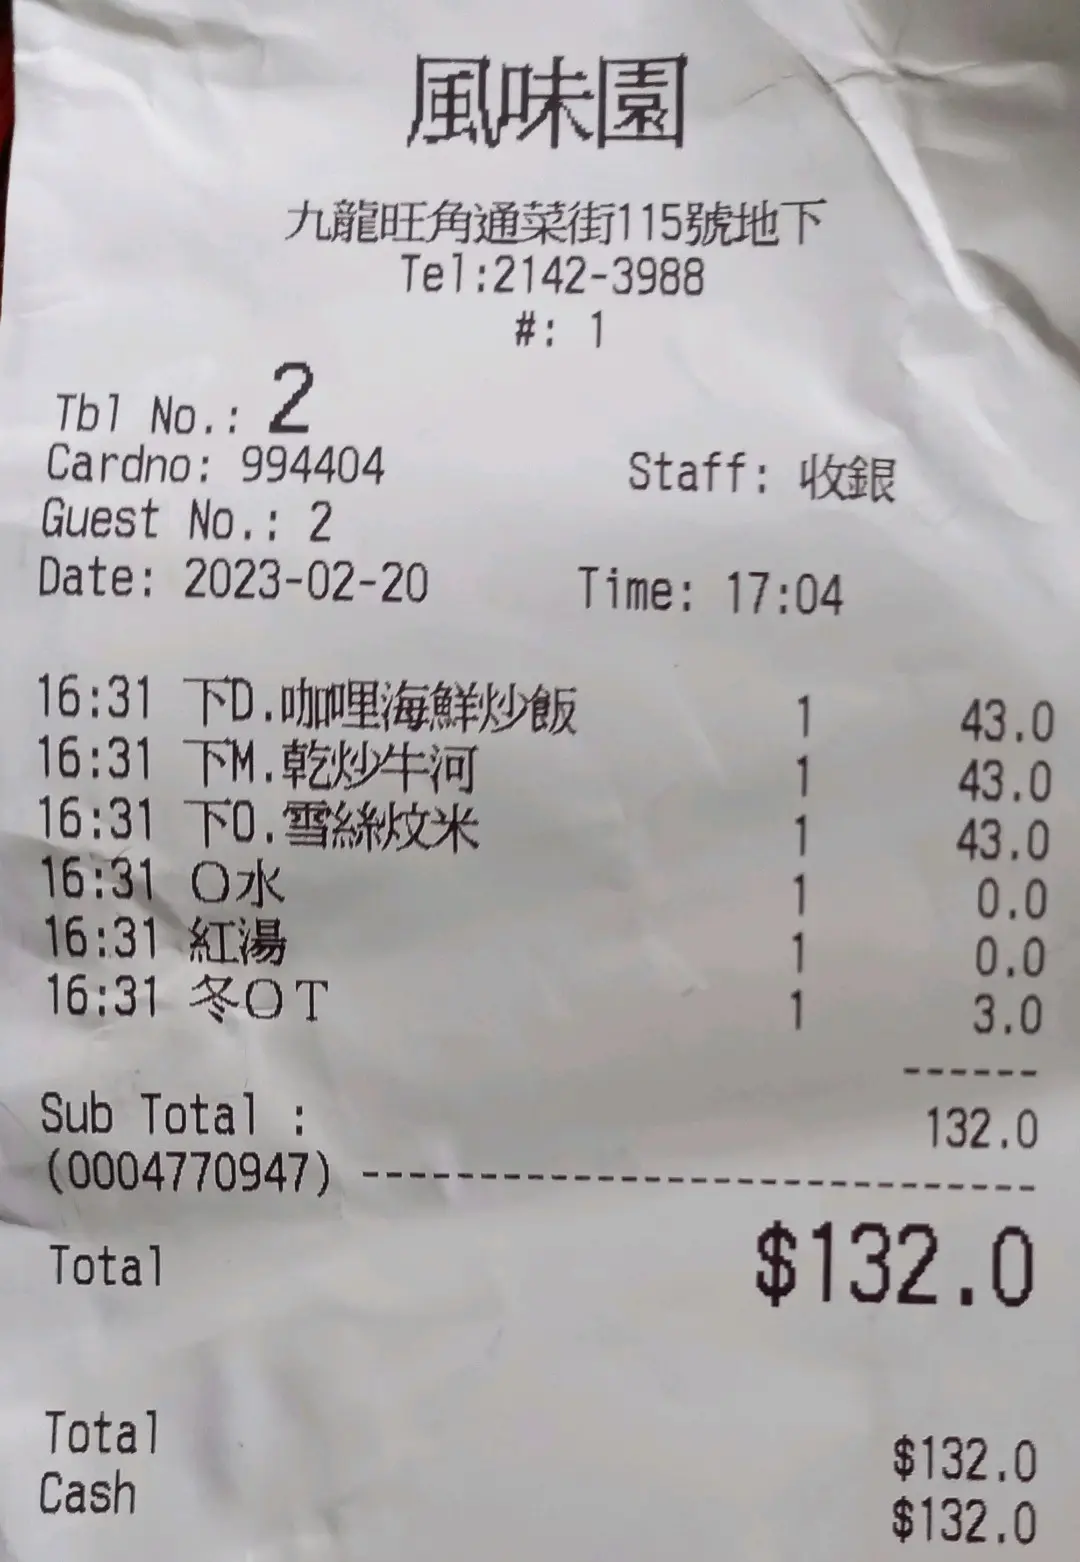 風味園
九龍旺角通菜街115號地下
Tel:2142-3988
#: 1
Tbl No.: 2
Cardno: 994404 Staff: 收銀
Guest No.: 2
Date: 2023-02-20 Time: 17:04
16:31 下D.咖哩海鮮炒飯 1 43.0
16:31 下M.乾炒牛河 1 43.0
16:31 下O.雪絲炆米 1 43.0
16:31 〇水 1 0.0
16:31 紅湯 1 0.0
16:31 冬OT 1 3.0
------
Sub Total : 132.0
(0004770947) -----------------------------
Total $132.0
Total $132.0
Cash $132.0